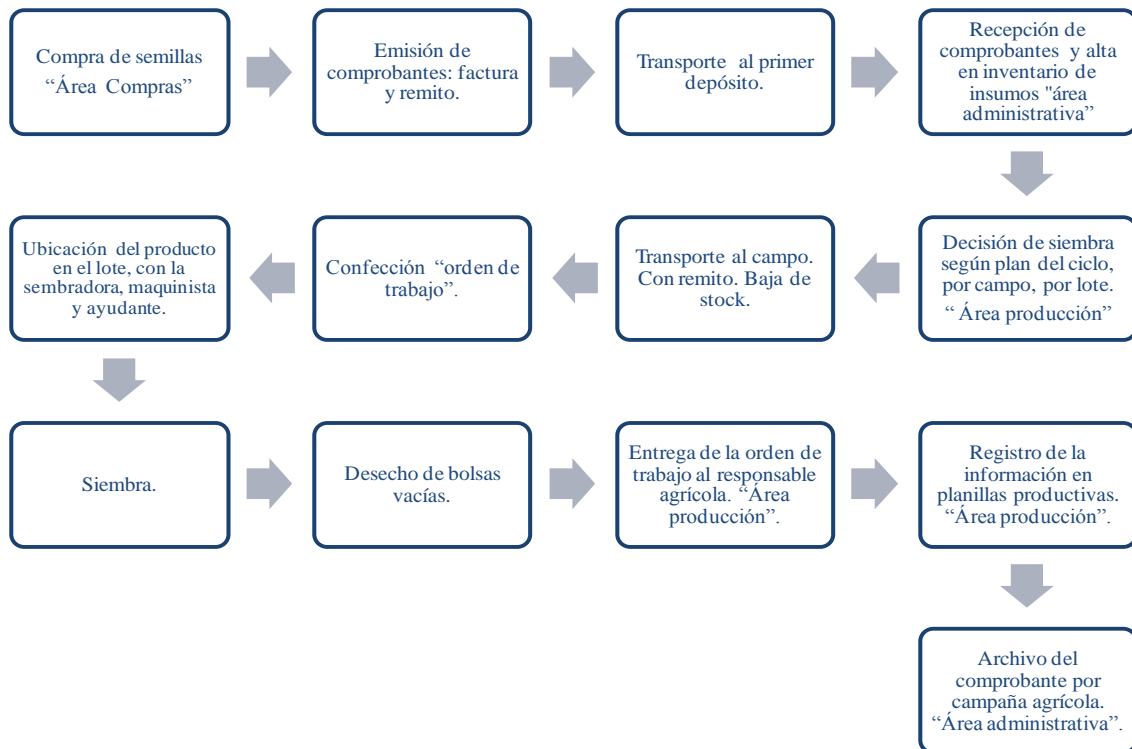 Compra de semillas
“Área Compras”
Emisión de
comprobantes: factura
y remito.
Transporte al primer
depósito.
Recepción de
comprobantes y alta
en inventario de
insumos "área
administrativa”
Decisión de siembra
según plan del ciclo,
por campo, por lote.
“ Área producción”
Transporte al campo.
Con remito. Baja de
stock.
Confección “orden de
trabajo”.
Ubicación del producto
en el lote, con la
sembradora, maquinista
y ayudante.
Siembra.
Desecho de bolsas
vacías.
Entrega de la orden de
trabajo al responsable
agrícola. “Área
producción”.
Registro de la
información en
planillas productivas.
“Área producción”.
Archivo del
comprobante por
campaña agrícola.
“Área administrativa”.